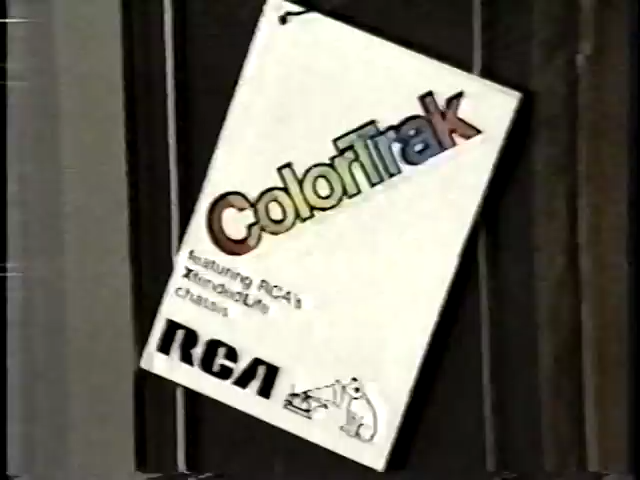 ColorTrak
featuring RCA's
XtendedLife
chassis
RCA